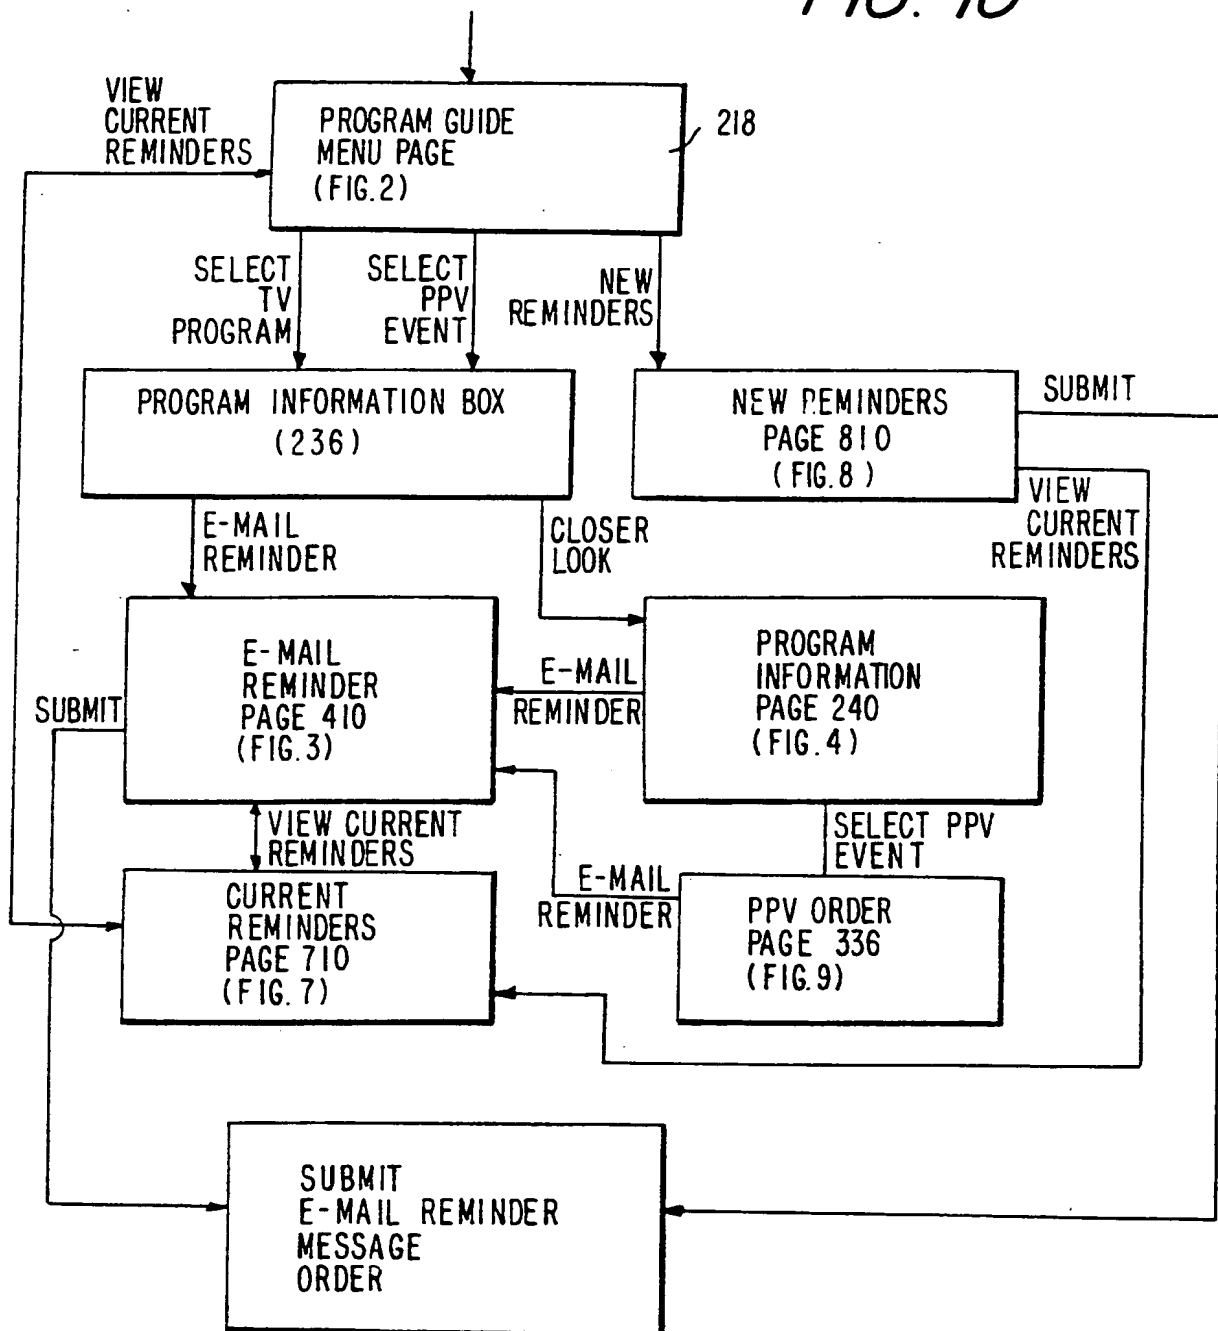 FIG. 10
VIEW
CURRENT
REMINDERS
PROGRAM GUIDE
MENU PAGE
(FIG. 2)
218
SELECT
TV
PROGRAM
SELECT
PPV
EVENT
NEW
REMINDERS
PROGRAM INFORMATION BOX
(236)
NEW REMINDERS
PAGE 810
(FIG. 8)
SUBMIT
VIEW
CURRENT
REMINDERS
E-MAIL
REMINDER
CLOSER
LOOK
E-MAIL
REMINDER
PAGE 410
(FIG. 3)
E-MAIL
REMINDER
PROGRAM
INFORMATION
PAGE 240
(FIG. 4)
SUBMIT
VIEW CURRENT
REMINDERS
SELECT PPV
EVENT
E-MAIL
REMINDER
CURRENT
REMINDERS
PAGE 710
(FIG. 7)
PPV ORDER
PAGE 336
(FIG. 9)
SUBMIT
E-MAIL REMINDER
MESSAGE
ORDER